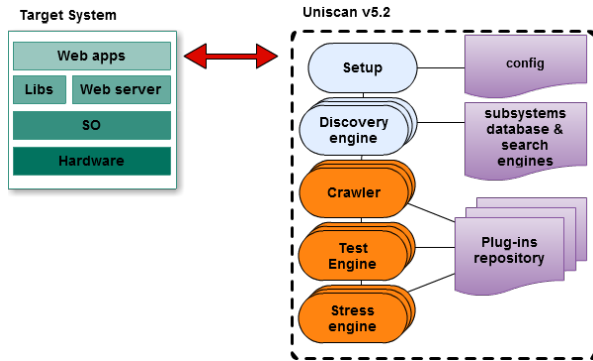 Target System
Web apps
Libs
Web server
SO
Hardware
Uniscan v5.2
Setup
config
Discovery
engine
subsystems
database &
search
engines
Crawler
Test
Engine
Plug-ins
repository
Stress
engine